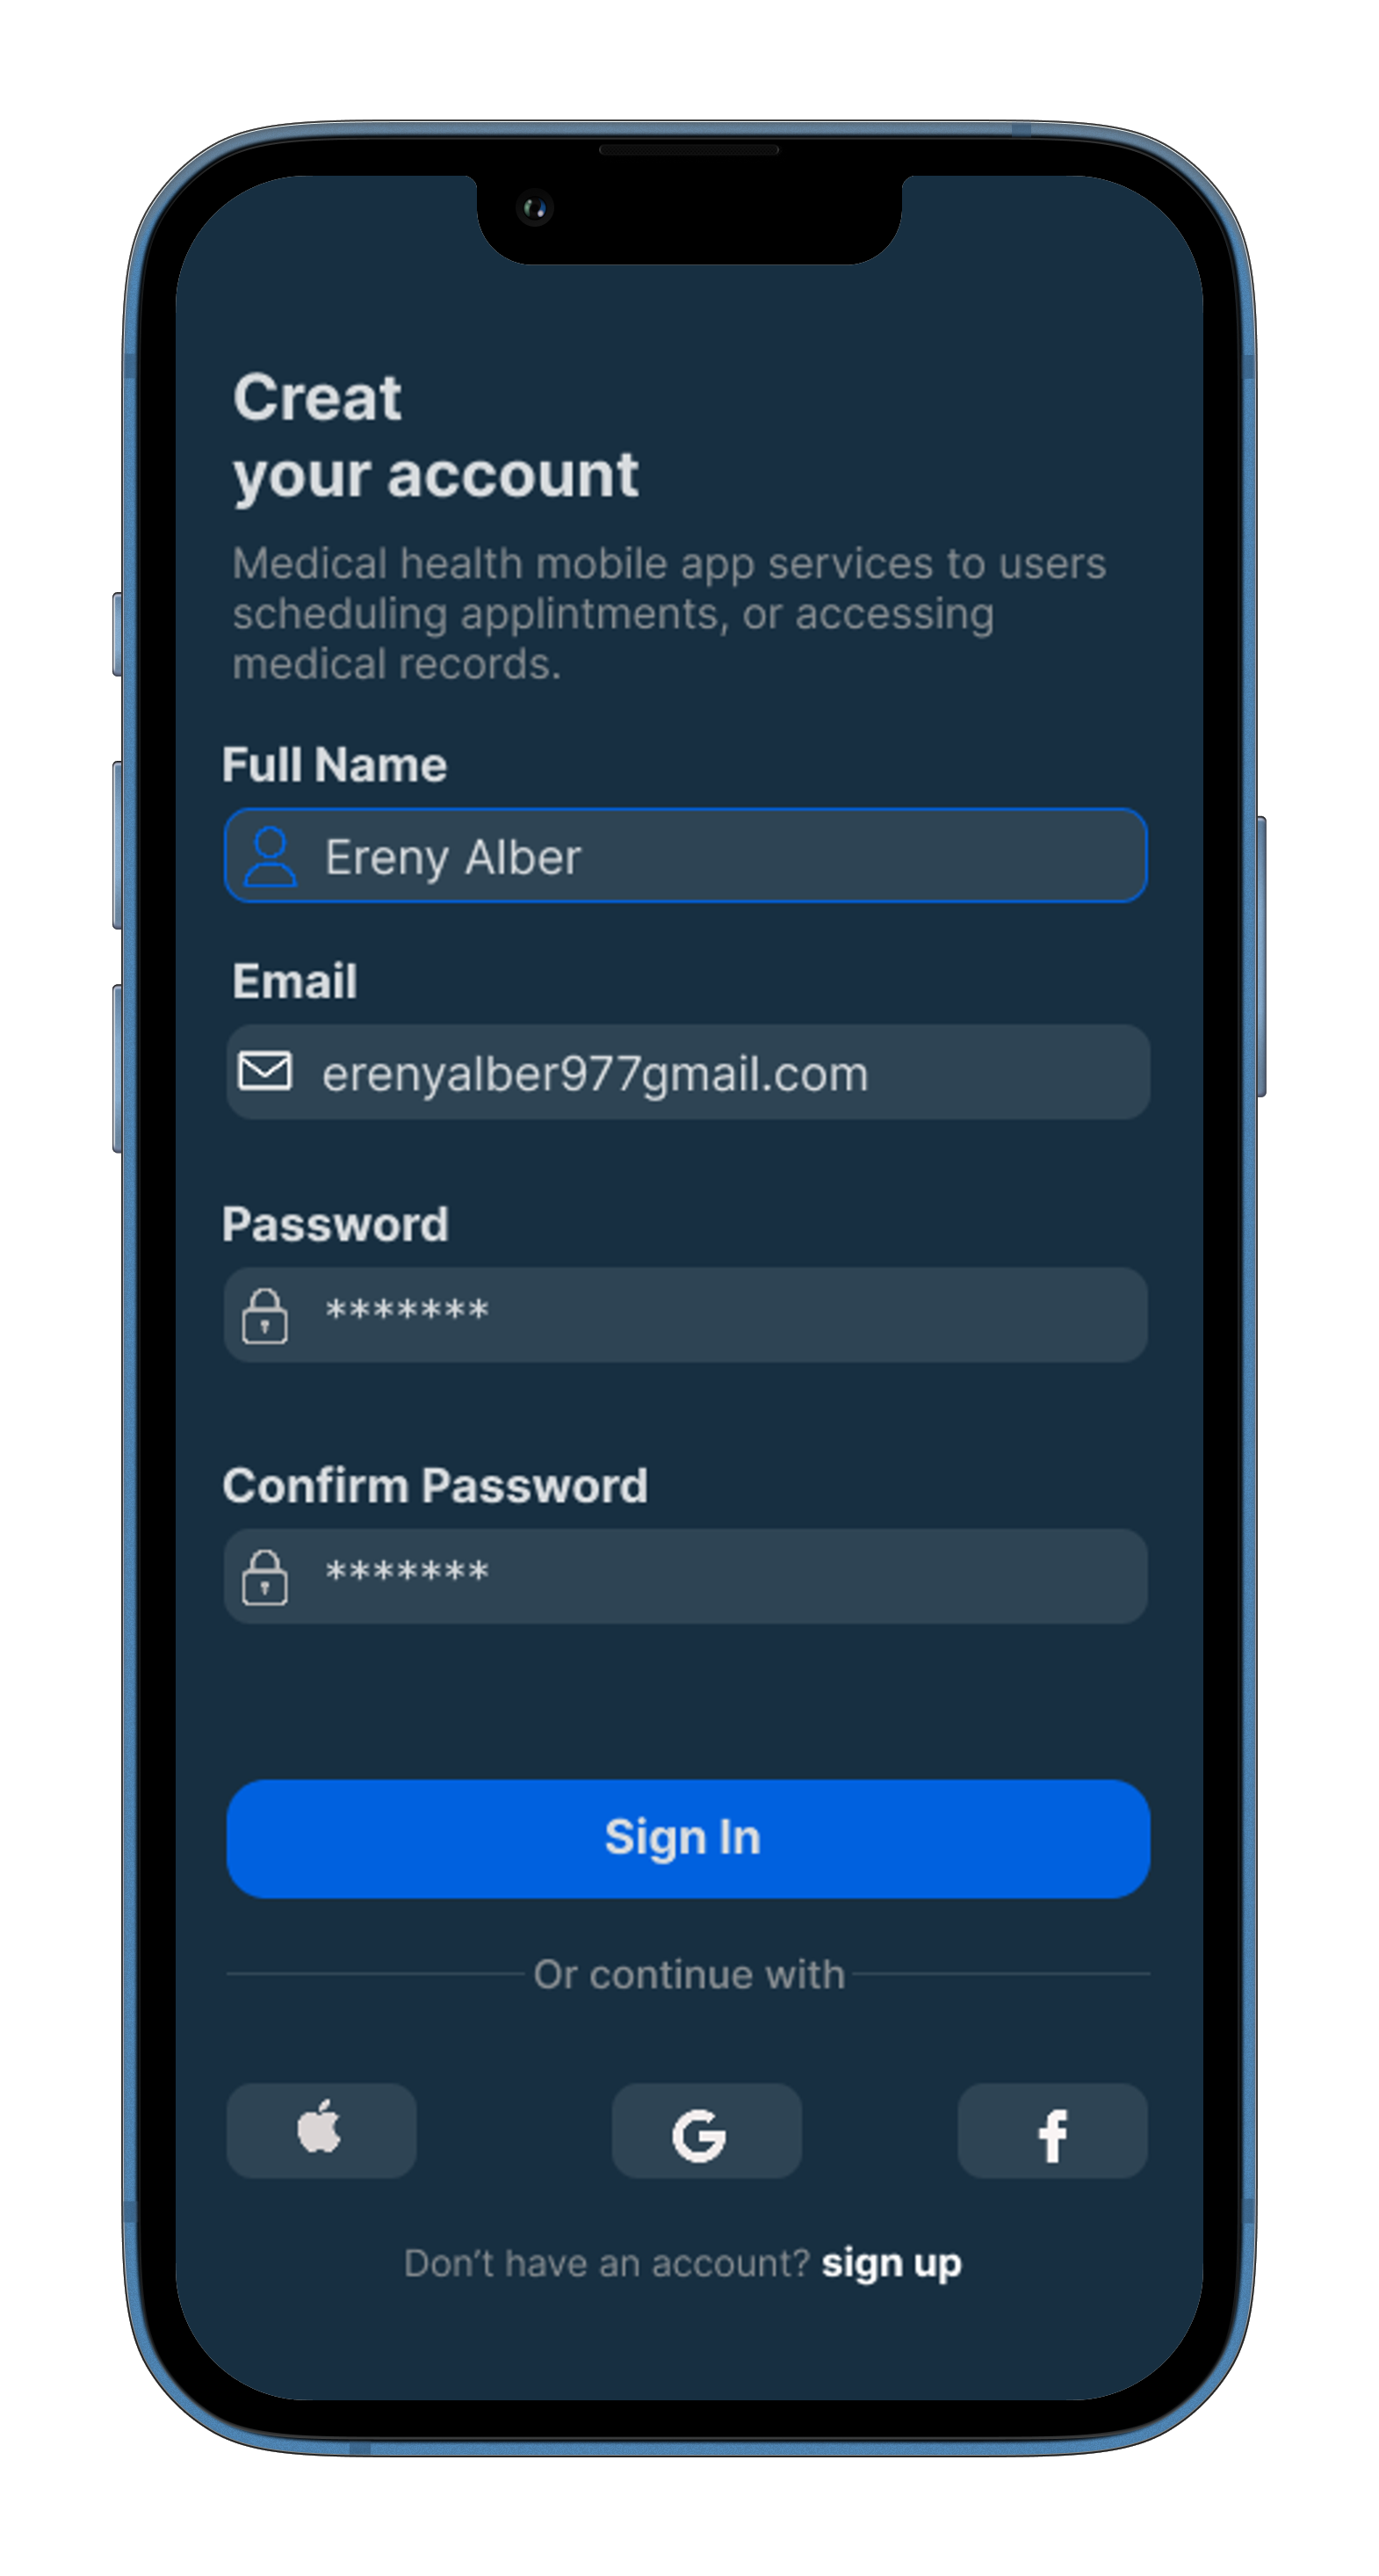 Creat
your account
Medical health mobile app services to users
scheduling applintments, or accessing
medical records.
Full Name
Ereny Alber
Email
erenyalber977gmail.com
Password
*******
Confirm Password
*******
Sign In
Or continue with
Don’t have an account? sign up